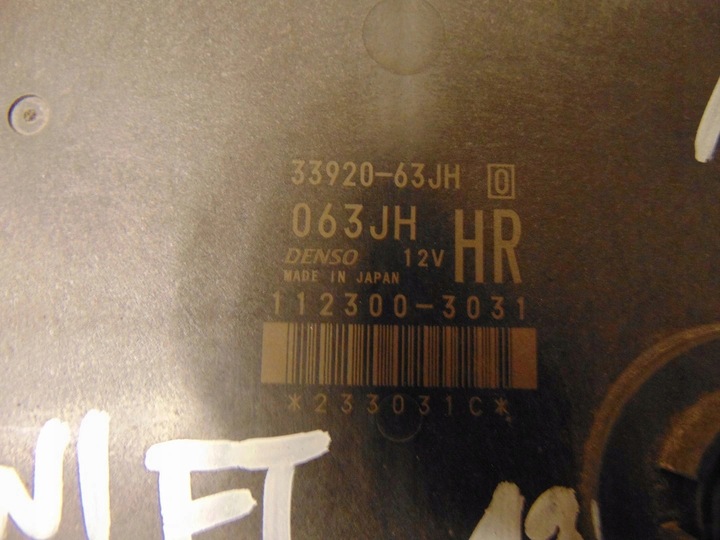 33920-63JH 0
063JH HR
DENSO 12V
MADE IN JAPAN
112300-3031
*233031C*